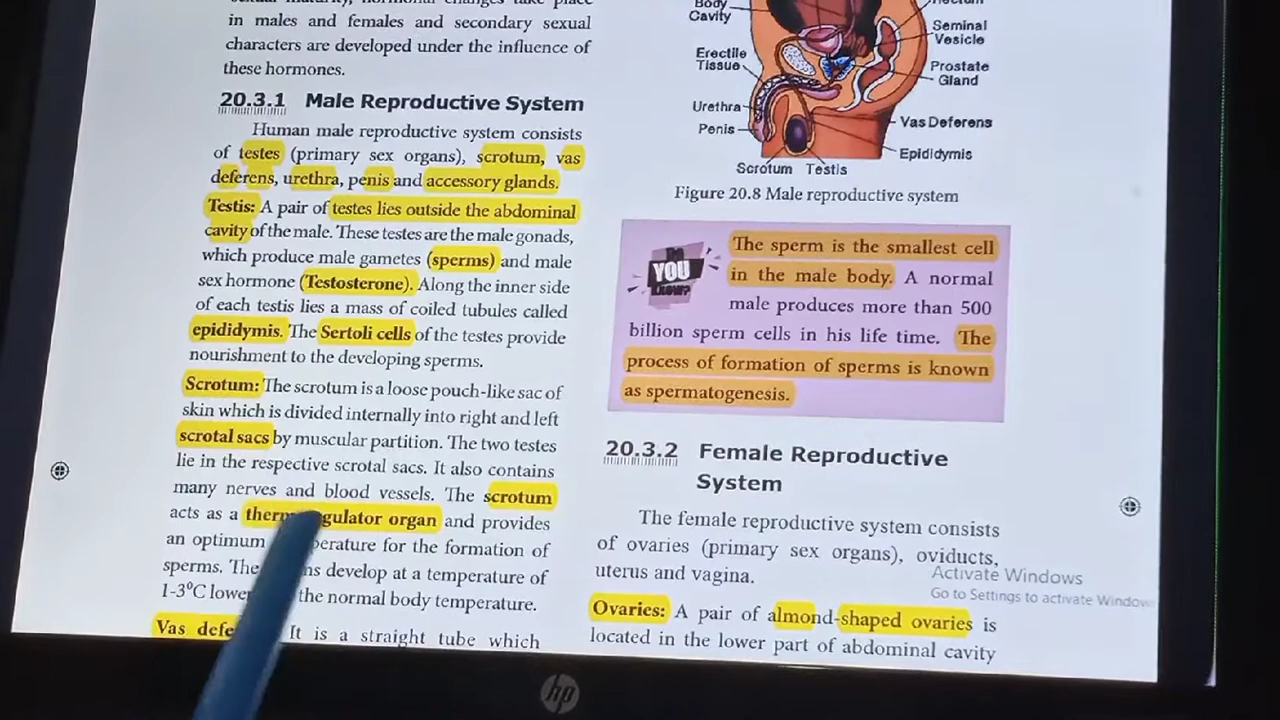 in males and females and secondary sexual
characters are developed under the influence of
these hormones.
20.3.1 Male Reproductive System
Human male reproductive system consists
of testes (primary sex organs), scrotum, vas
deferens, urethra, penis and accessory glands.
Testis: A pair of testes lies outside the abdominal
cavity of the male. These testes are the male gonads,
which produce male gametes (sperms) and male
sex hormone (Testosterone). Along the inner side
of each testis lies a mass of coiled tubules called
epididymis. The Sertoli cells of the testes provide
nourishment to the developing sperms.
Scrotum: The scrotum is a loose pouch-like sac of
skin which is divided internally into right and left
scrotal sacs by muscular partition. The two testes
lie in the respective scrotal sacs. It also contains
many nerves and blood vessels. The scrotum
acts as a organ and provides
an optimum for the formation of
sperms. develop at a temperature of
1-3°C the normal body temperature.
Vas It is a straight tube which
Body
Cavity
Seminal
Vesicle
Erectile
Tissue
Prostate
Gland
Urethra
Penis
Vas Deferens
Epididymis
Scrotum Testis
Figure 20.8 Male reproductive system
YOU
KNOW?
The sperm is the smallest cell
in the male body. A normal
male produces more than 500
billion sperm cells in his life time. The
process of formation of sperms is known
as spermatogenesis.
20.3.2 Female Reproductive
System
The female reproductive system consists
of ovaries (primary sex organs), oviducts,
uterus and vagina.
Activate Windows
Go to Settings to activate
Ovaries: A pair of almond-shaped ovaries is
located in the lower part of abdominal cavity
hp